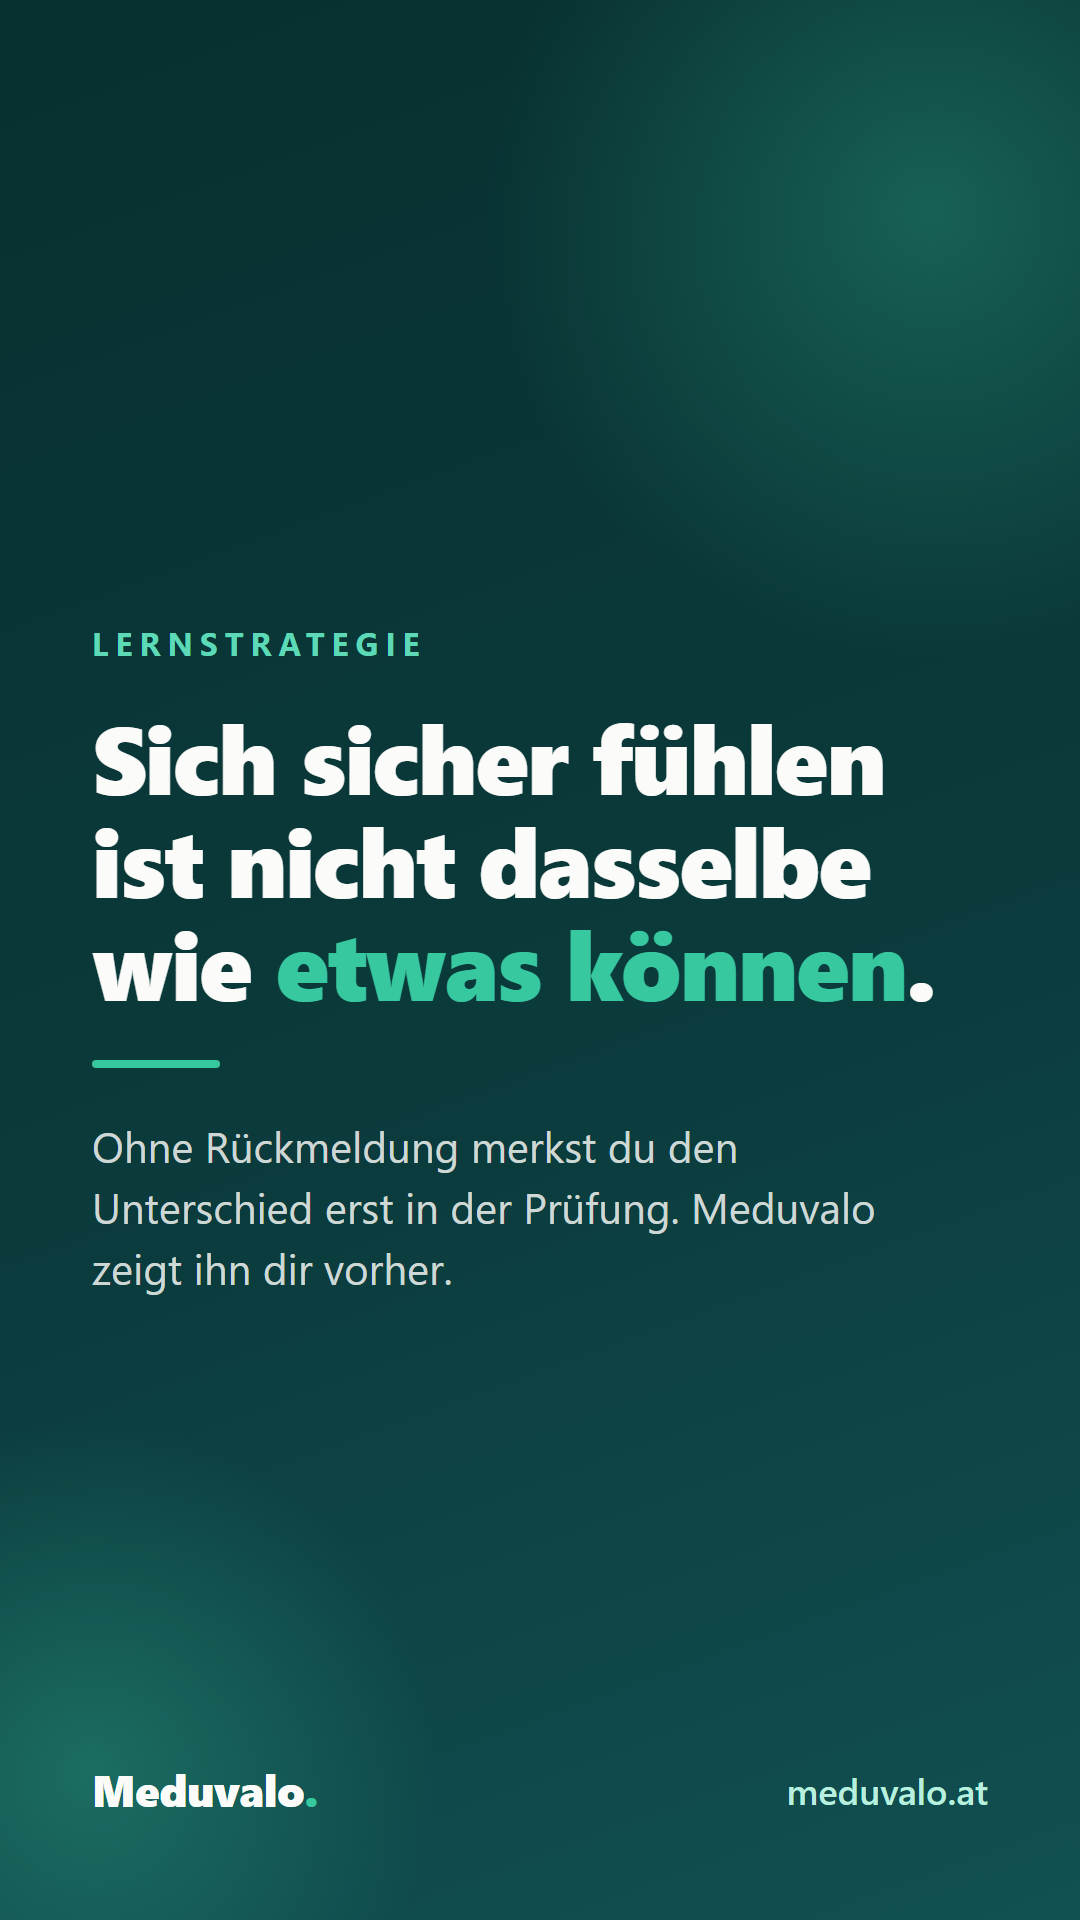 LERNSTRATEGIE
Sich sicher fühlen
ist nicht dasselbe
wie etwas können.
Ohne Rückmeldung merkst du den
Unterschied erst in der Prüfung. Meduvalo
zeigt ihn dir vorher.
Meduvalo.
meduvalo.at